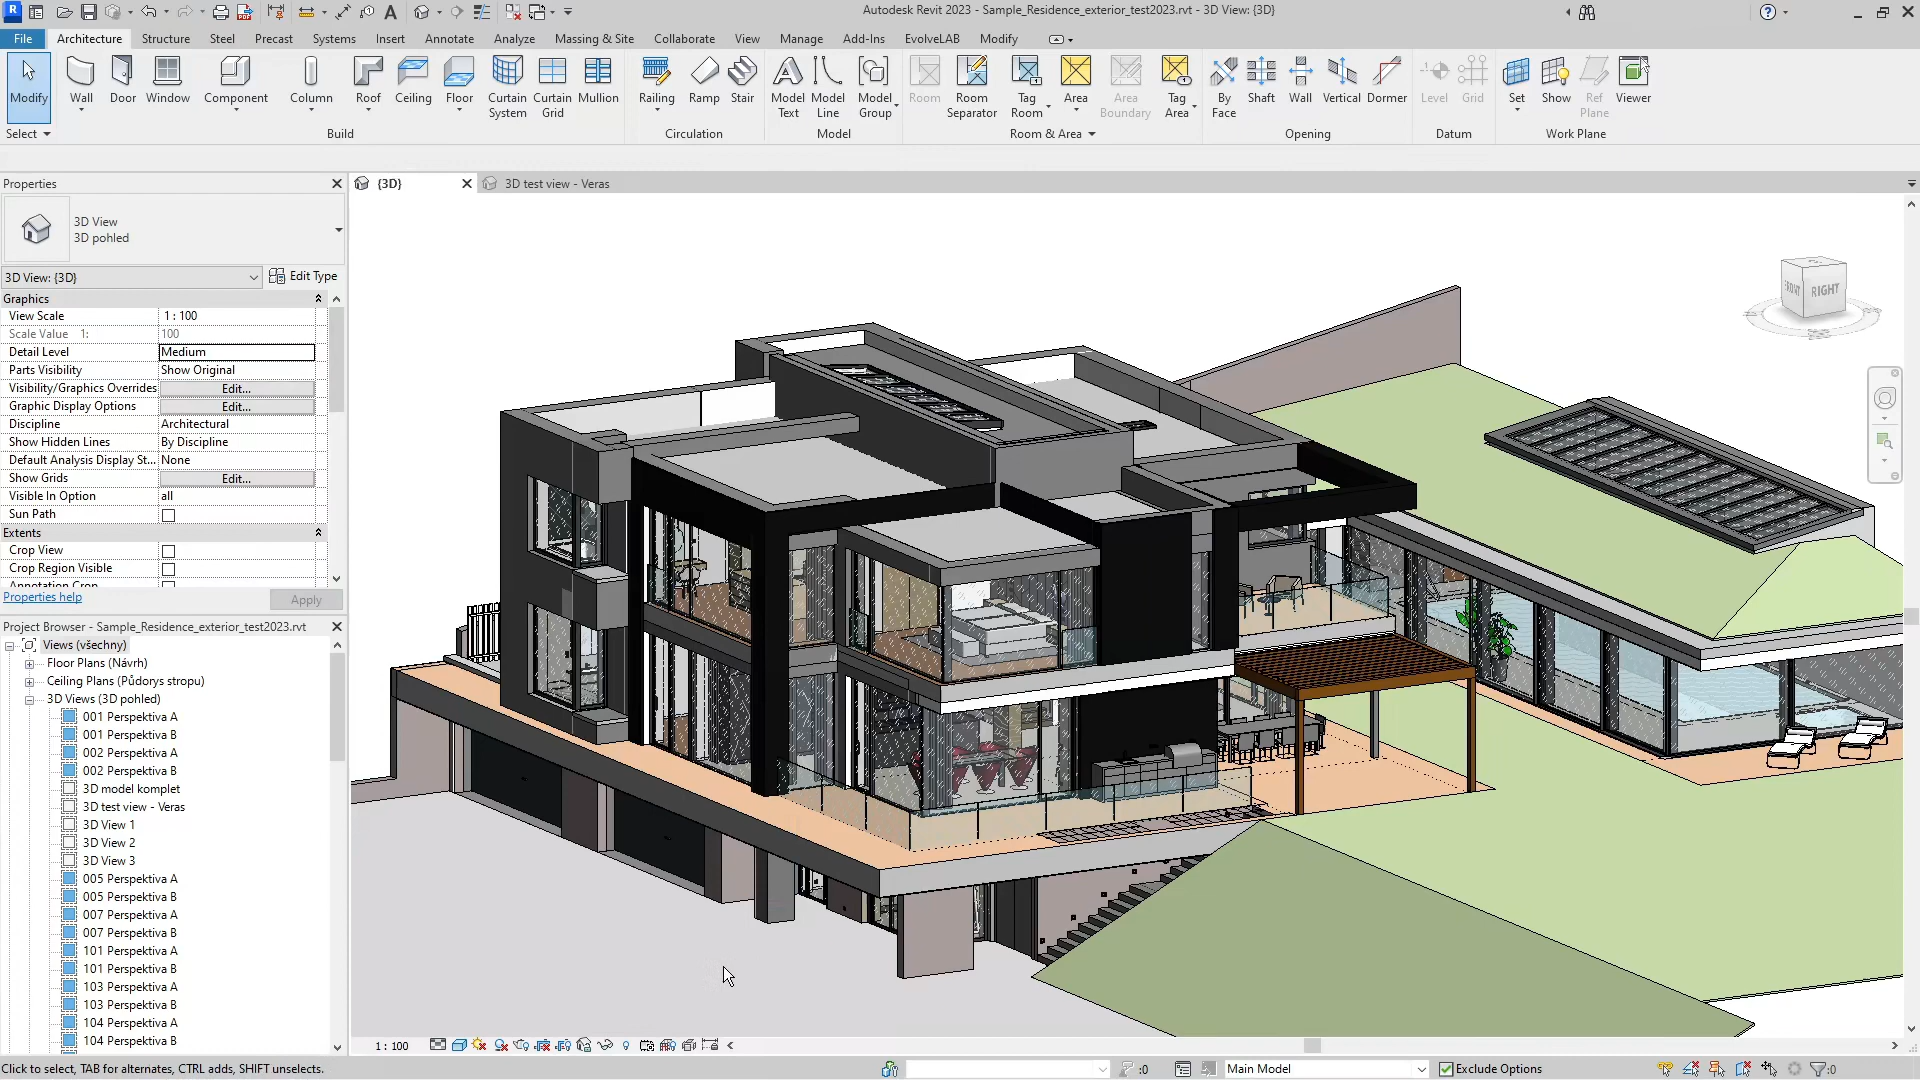 Autodesk Revit 2023 - Sample_Residence_exterior_test2023.rvt - 3D View: {3D}
File Architecture Structure Steel Precast Systems Insert Annotate Analyze Massing & Site Collaborate View Manage Add-Ins EvolveLAB Modify
Modify Wall Door Window Component Column Roof Ceiling Floor Curtain System Curtain Grid Mullion Railing Ramp Stair Model Text Model Line Model Group Room Room Separator Tag Room Area Area Boundary Tag Area By Face Shaft Wall Vertical Dormer Level Grid Set Show Ref Plane Viewer
Select Build Circulation Model Room & Area Opening Datum Work Plane
Properties
{3D}
3D test view - Veras
3D View
3D pohled
3D View: {3D}
Edit Type
Graphics
View Scale 1 : 100
Scale Value 1: 100
Detail Level Medium
Parts Visibility Show Original
Visibility/Graphics Overrides Edit...
Graphic Display Options Edit...
Discipline Architectural
Show Hidden Lines By Discipline
Default Analysis Display St... None
Show Grids Edit...
Visible In Option all
Sun Path
Extents
Crop View
Crop Region Visible
Annotation Crop
Properties help Apply
Project Browser - Sample_Residence_exterior_test2023.rvt
Views (všechny)
Floor Plans (Návrh)
Ceiling Plans (Půdorys stropu)
3D Views (3D pohled)
001 Perspektiva A
001 Perspektiva B
002 Perspektiva A
002 Perspektiva B
3D model komplet
3D test view - Veras
3D View 1
3D View 2
3D View 3
005 Perspektiva A
005 Perspektiva B
007 Perspektiva A
007 Perspektiva B
101 Perspektiva A
101 Perspektiva B
103 Perspektiva A
103 Perspektiva B
104 Perspektiva A
104 Perspektiva B
FRONT RIGHT
1 : 100
Click to select, TAB for alternates, CTRL adds, SHIFT unselects.
:0
Main Model
Exclude Options
:0